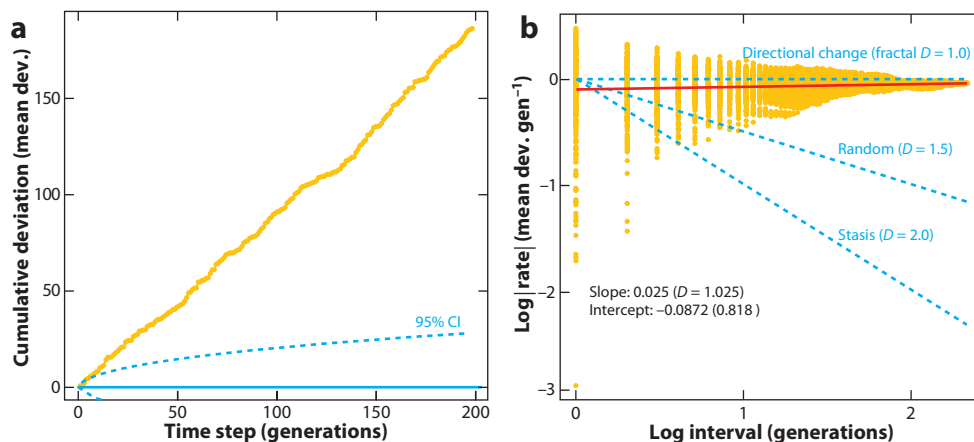 a
Cumulative deviation (mean dev.)
150
100
50
0
95% CI
0 50 100 150 200
Time step (generations)
b
Log|rate| (mean dev. gen⁻¹)
0
–1
–2
–3
Directional change (fractal D = 1.0)
Random (D = 1.5)
Stasis (D = 2.0)
Slope: 0.025 (D = 1.025)
Intercept: –0.0872 (0.818 )
0 1 2
Log interval (generations)